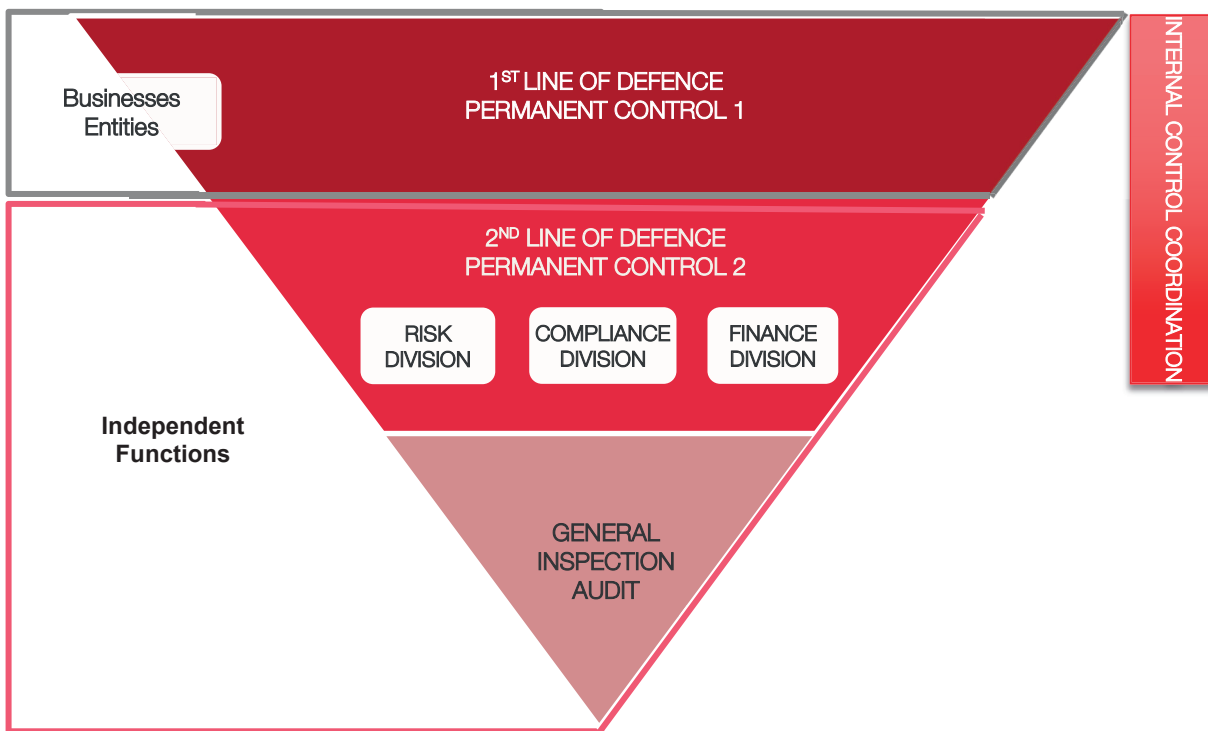 1ST LINE OF DEFENCE
PERMANENT CONTROL 1
Businesses
Entities
2ND LINE OF DEFENCE
PERMANENT CONTROL 2
RISK
DIVISION
COMPLIANCE
DIVISION
FINANCE
DIVISION
Independent
Functions
GENERAL
INSPECTION
AUDIT
INTERNAL CONTROL COORDINATION